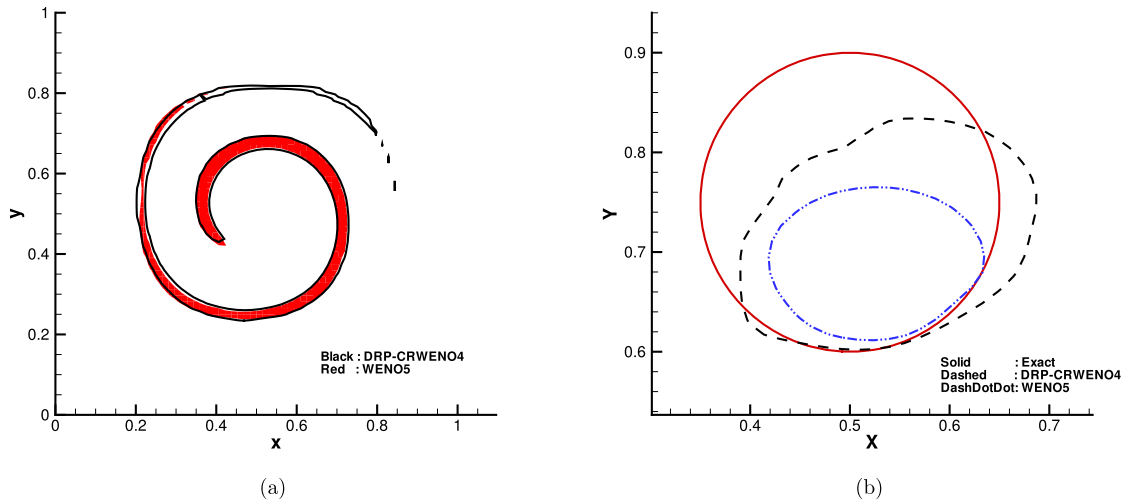 1
0.8
0.6
0.4
0.2
0
y
0
0.2
0.4
0.6
0.8
1
x
Black : DRP-CRWENO4
Red : WENO5
(a)
0.9
0.8
0.7
0.6
Y
0.4
0.5
0.6
0.7
X
Solid : Exact
Dashed : DRP-CRWENO4
DashDotDot: WENO5
(b)